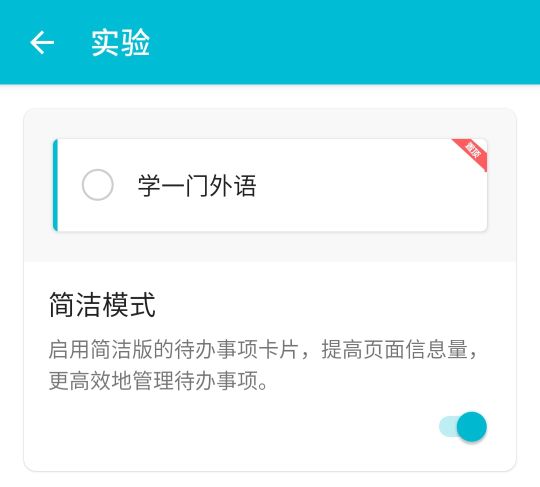 实验
置顶
学一门外语
简洁模式
启用简洁版的待办事项卡片，提高页面信息量，
更高效地管理待办事项。